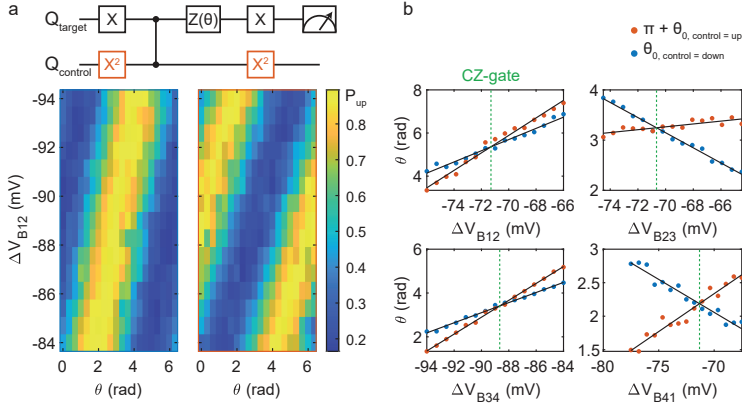 a
Q_target X Z(θ) X
Q_control X² X²
P_up
-94
-92
-90
-88
-86
-84
ΔV_B12 (mV)
0 2 4 6
θ (rad)
0 2 4 6
θ (rad)
0.8
0.7
0.6
0.5
0.4
0.3
0.2
b
π + θ_0, control = up
θ_0, control = down
CZ-gate
θ (rad)
8
6
4
-74 -72 -70 -68 -66
ΔV_B12 (mV)
4
3
2
-74 -72 -70 -68 -66
ΔV_B23 (mV)
θ (rad)
6
4
2
-94 -92 -90 -88 -86 -84
ΔV_B34 (mV)
3
2.5
2
1.5
-80 -75 -70
ΔV_B41 (mV)